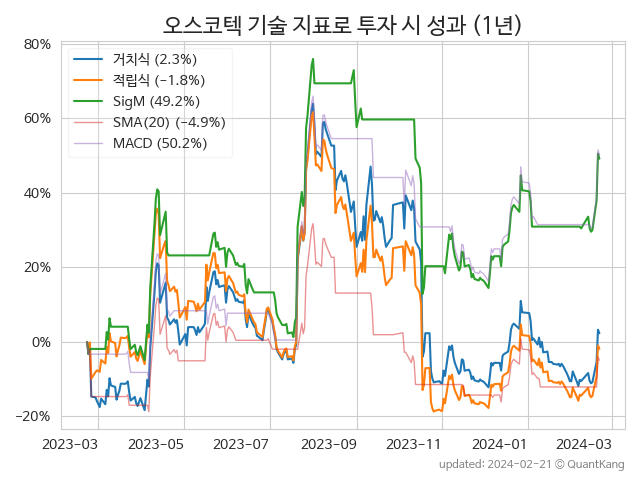 오스코텍 기술 지표로 투자 시 성과 (1년)
80%
60%
40%
20%
0%
−20%
거치식 (2.3%)
적립식 (−1.8%)
SigM (49.2%)
SMA(20) (−4.9%)
MACD (50.2%)
2023−03 2023−05 2023−07 2023−09 2023−11 2024−01 2024−03
updated: 2024−02−21 © QuantKang